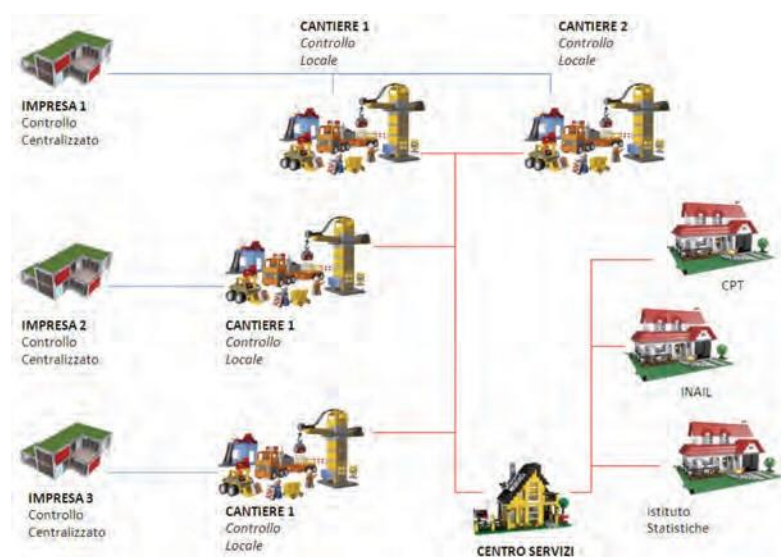 CANTIERE 1
Controllo
Locale
CANTIERE 2
Controllo
Locale
IMPRESA 1
Controllo
Centralizzato
CPT
IMPRESA 2
Controllo
Centralizzato
CANTIERE 1
Controllo
Locale
INAIL
IMPRESA 3
Controllo
Centralizzato
CANTIERE 1
Controllo
Locale
CENTRO SERVIZI
Istituto
Statistiche